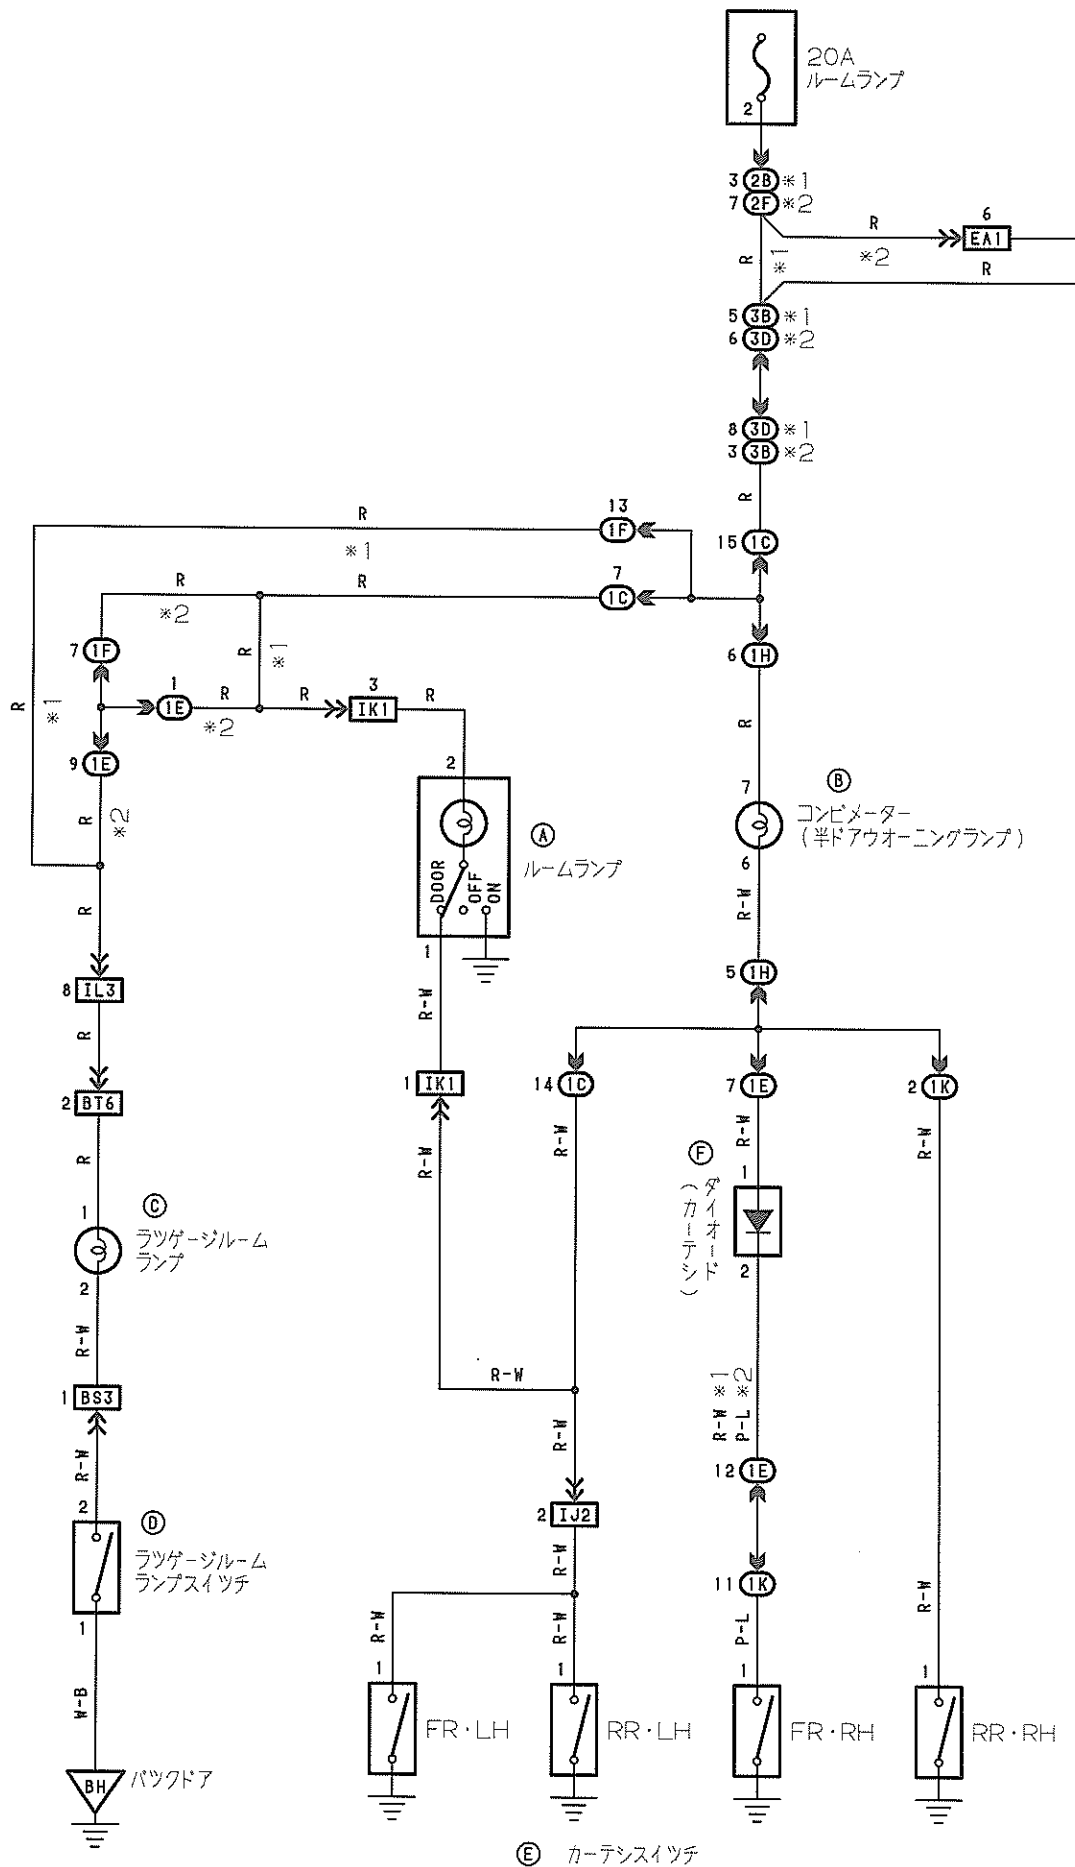 20A
ルームランプ
2
3 2B *1
7 2F *2
R
*2
6
EA1
R
*1
R
5 3B *1
6 3D *2
8 3D *1
3 3B *2
R
15 1C
13
1F
R
*1
7
1C
R
R
*2
7 1F
R
*1
1
1E
R
*2
R
3
IK1
R
R
*1
9 1E
R
*2
6 1H
R
2
DOOR
OFF
ON
1
A
ルームランプ
7
6
B
コンビメーター
(半ドアウオーニングランプ)
R-W
5 1H
R
8 IL3
R
2 BT6
R
R-W
1 IK1
R-W
14 1C
7 1E
2 1K
R-W
R-W
F
ダイオード
(カーテシ)
1
2
1
C
ラツゲージルーム
ランプ
2
R-W
1 BS3
R-W
R-W
R-W
R-W *1
P-L *2
12 1E
2
D
ラツゲージルーム
ランプスイツチ
1
2 IJ2
R-W
R-W
R-W
11 1K
P-L
R-W
W-B
BH
バツクドア
1
FR・LH
1
RR・LH
1
FR・RH
1
RR・RH
E カーテシスイツチ